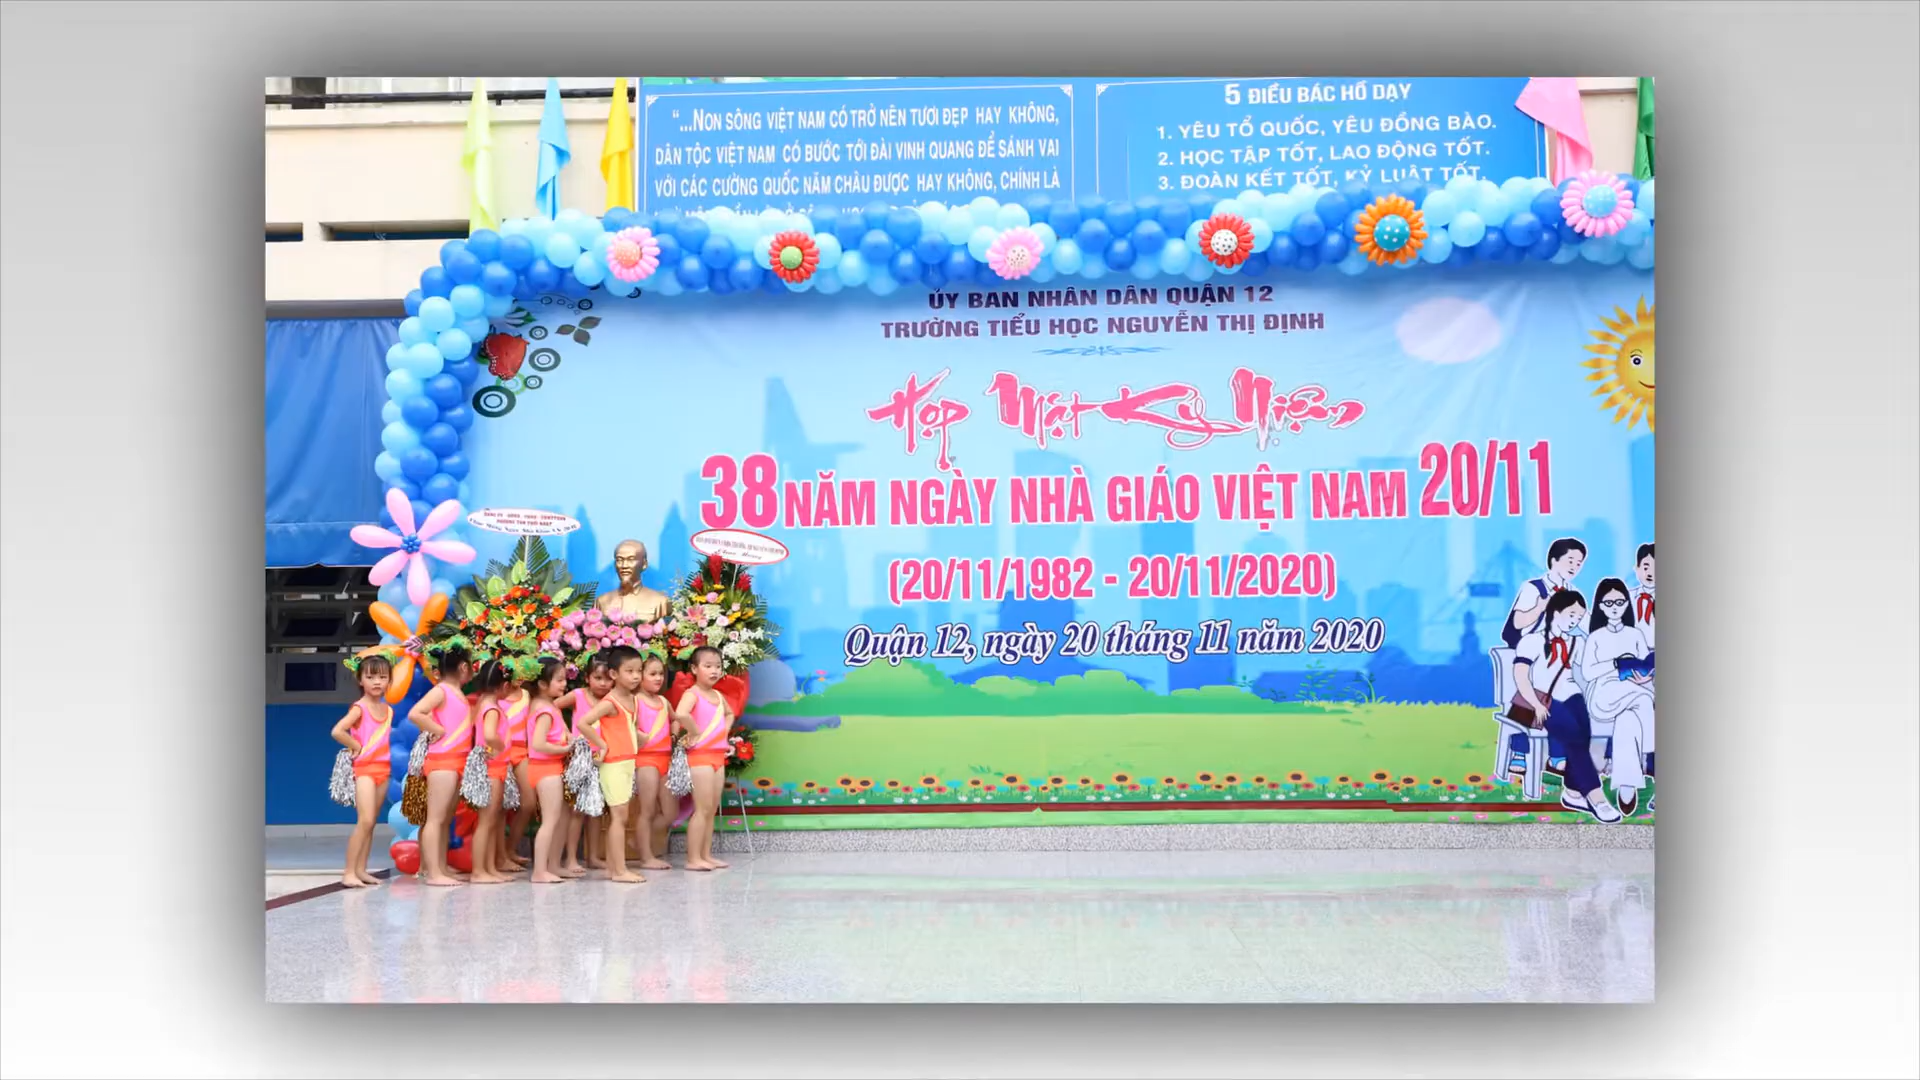 “...NON SÔNG VIỆT NAM CÓ TRỞ NÊN TƯƠI ĐẸP HAY KHÔNG,
DÂN TỘC VIỆT NAM CÓ BƯỚC TỚI ĐÀI VINH QUANG ĐỂ SÁNH VAI
VỚI CÁC CƯỜNG QUỐC NĂM CHÂU ĐƯỢC HAY KHÔNG, CHÍNH LÀ
5 ĐIỀU BÁC HỒ DẠY
1. YÊU TỔ QUỐC, YÊU ĐỒNG BÀO.
2. HỌC TẬP TỐT, LAO ĐỘNG TỐT.
3. ĐOÀN KẾT TỐT, KỶ LUẬT TỐT.
ỦY BAN NHÂN DÂN QUẬN 12
TRƯỜNG TIỂU HỌC NGUYỄN THỊ ĐỊNH
Họp Mặt Kỷ Niệm
38 NĂM NGÀY NHÀ GIÁO VIỆT NAM 20/11
(20/11/1982 - 20/11/2020)
Quận 12, ngày 20 tháng 11 năm 2020